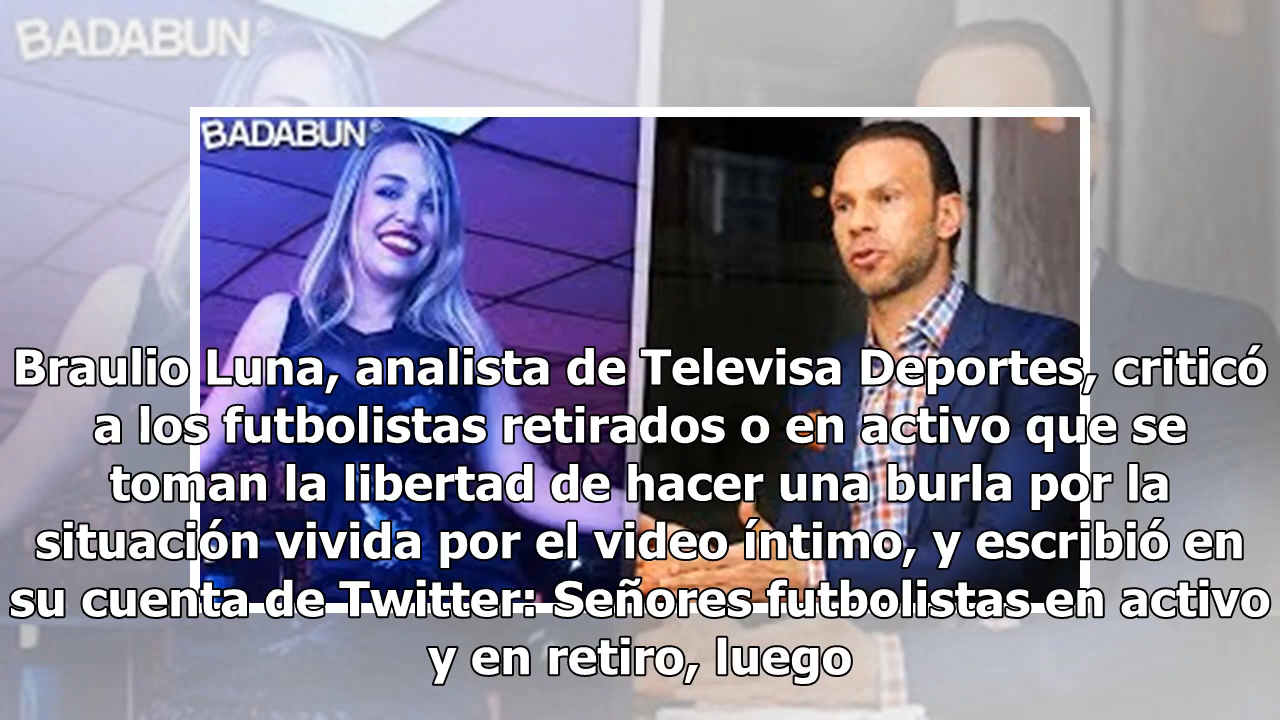 BADABUN®
BADABUN®
Braulio Luna, analista de Televisa Deportes, criticó
a los futbolistas retirados o en activo que se
toman la libertad de hacer una burla por la
situación vivida por el video íntimo, y escribió en
su cuenta de Twitter: Señores futbolistas en activo
y en retiro, luego